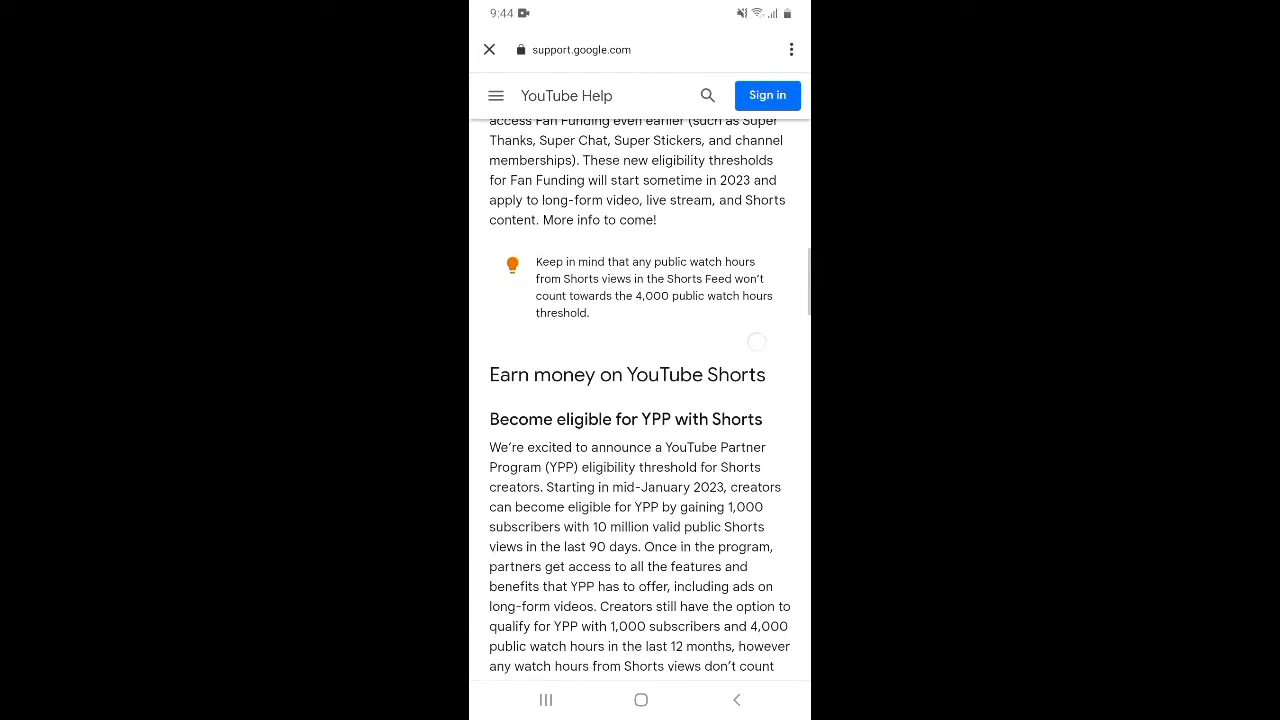 9:44
support.google.com
YouTube Help
Sign in
access Fan Funding even earlier (such as Super
Thanks, Super Chat, Super Stickers, and channel
memberships). These new eligibility thresholds
for Fan Funding will start sometime in 2023 and
apply to long-form video, live stream, and Shorts
content. More info to come!
Keep in mind that any public watch hours
from Shorts views in the Shorts Feed won't
count towards the 4,000 public watch hours
threshold.
Earn money on YouTube Shorts
Become eligible for YPP with Shorts
We're excited to announce a YouTube Partner
Program (YPP) eligibility threshold for Shorts
creators. Starting in mid-January 2023, creators
can become eligible for YPP by gaining 1,000
subscribers with 10 million valid public Shorts
views in the last 90 days. Once in the program,
partners get access to all the features and
benefits that YPP has to offer, including ads on
long-form videos. Creators still have the option to
qualify for YPP with 1,000 subscribers and 4,000
public watch hours in the last 12 months, however
any watch hours from Shorts views don't count